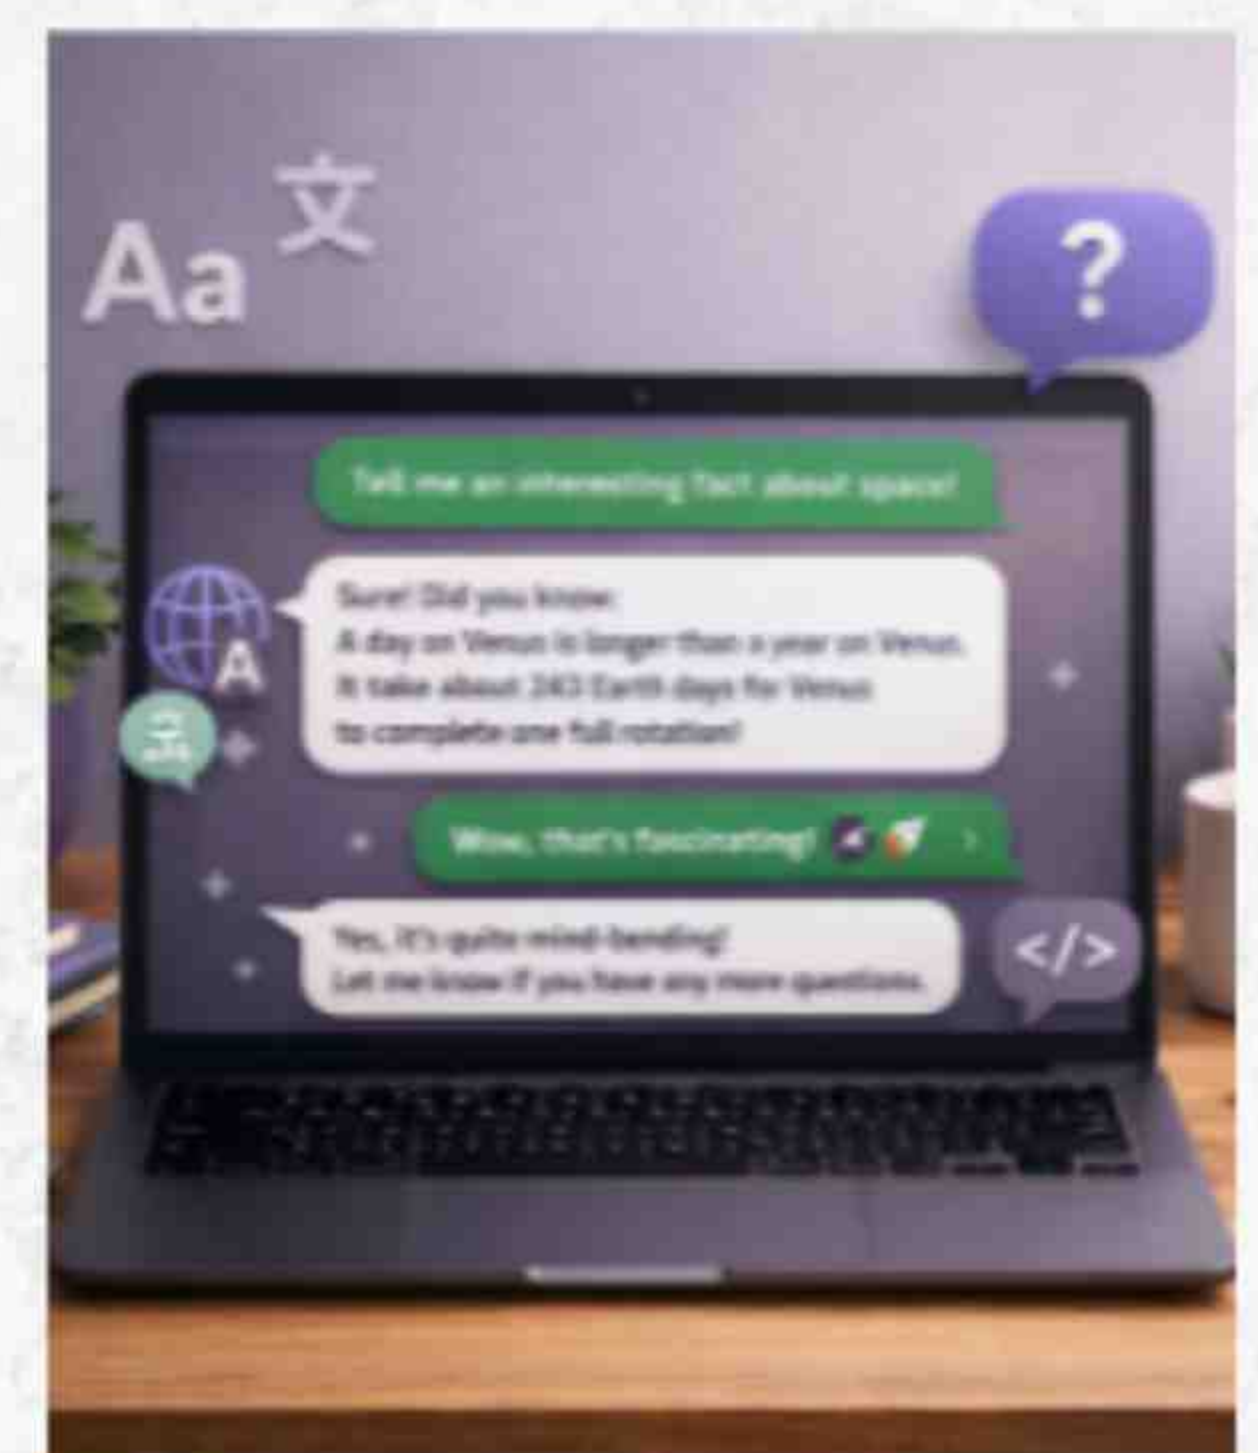 Aa 文
?
Tell me an interesting fact about space!
Sure! Did you know:
A day on Venus is longer than a year on Venus.
It take about 243 Earth days for Venus
to complete one full rotation!
A
Wow, that's fascinating!
Yes, it's quite mind-bending!
Let me know if you have any more questions.
</>